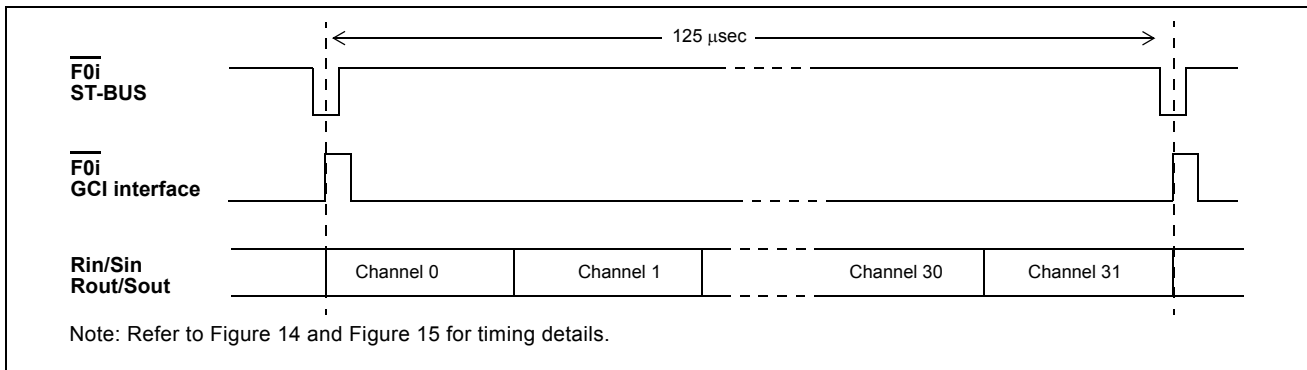 125 μsec
F0i
ST-BUS
F0i
GCI interface
Rin/Sin
Rout/Sout
Channel 0
Channel 1
Channel 30
Channel 31
Note: Refer to Figure 14 and Figure 15 for timing details.